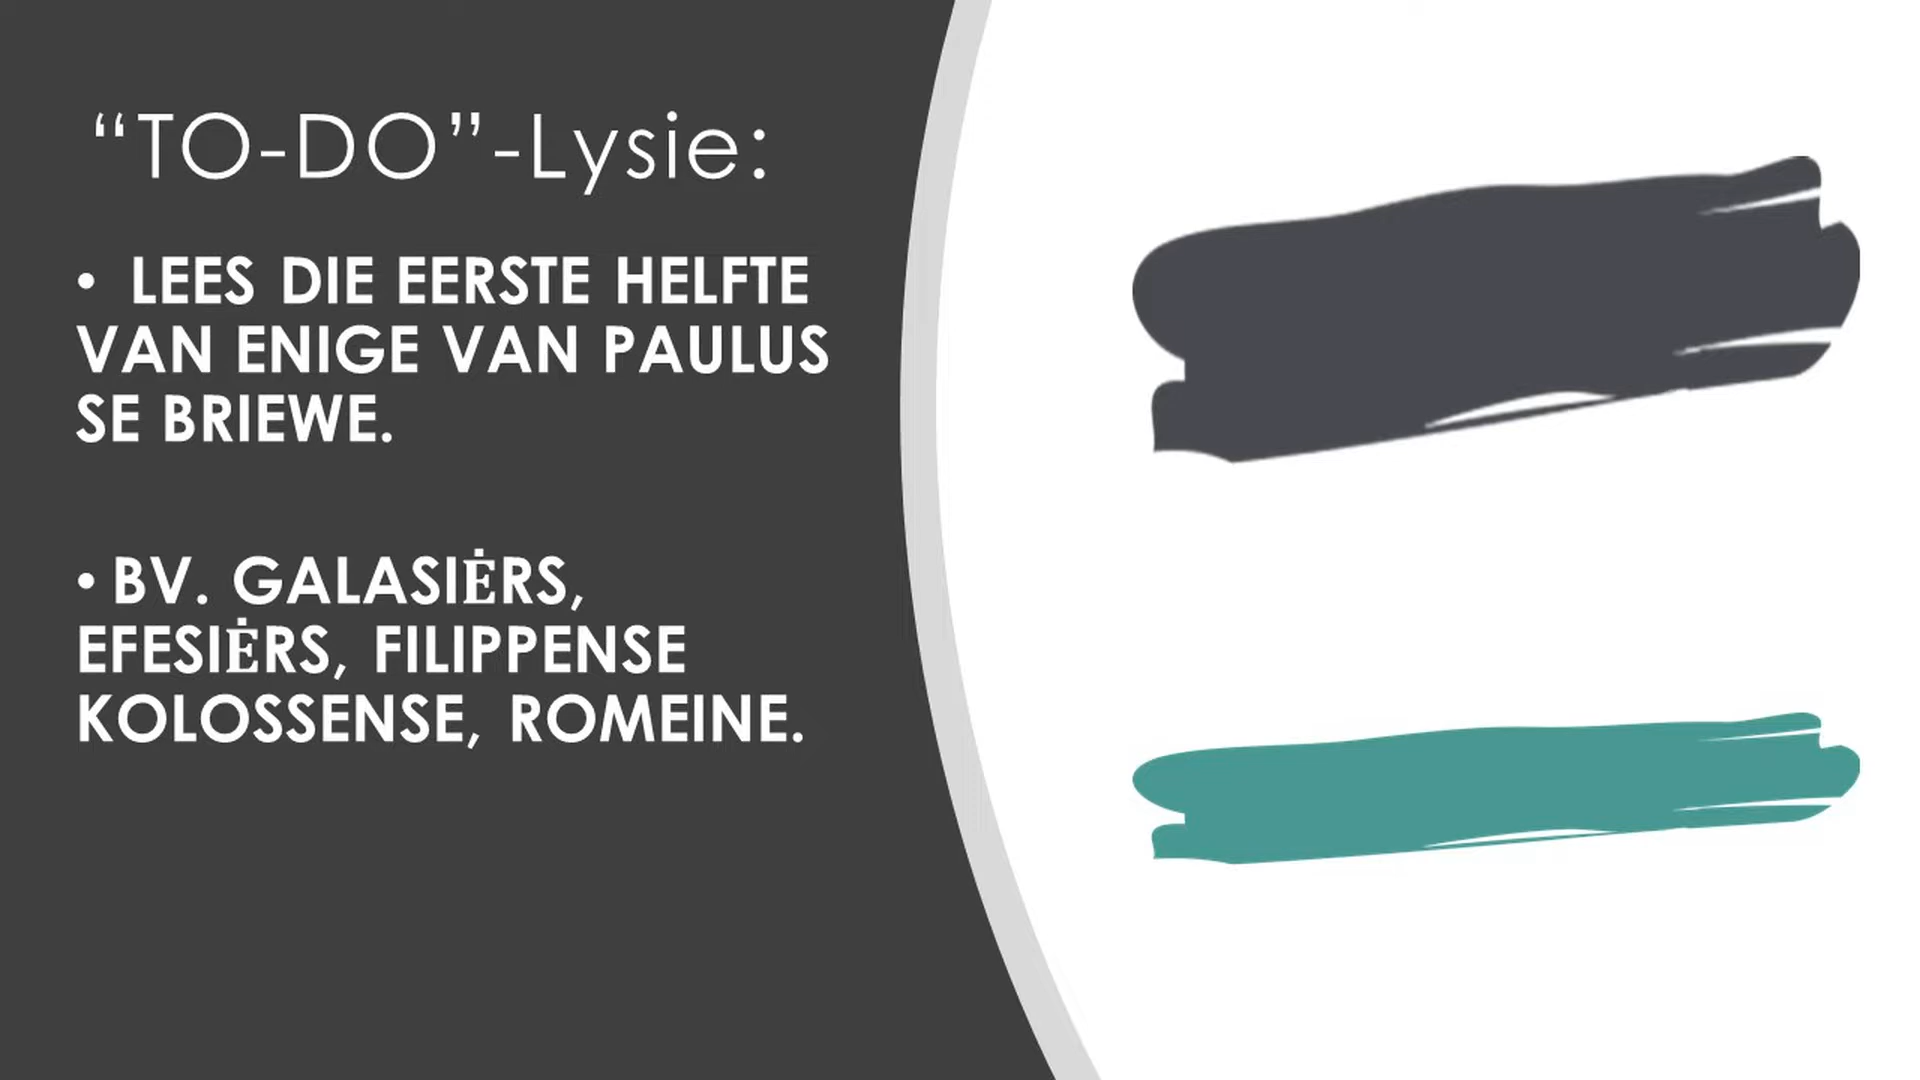 “TO-DO”-Lysie:
• LEES DIE EERSTE HELFTE
VAN ENIGE VAN PAULUS
SE BRIEWE.
• BV. GALASIĖRS,
EFESIĖRS, FILIPPENSE
KOLOSSENSE, ROMEINE.